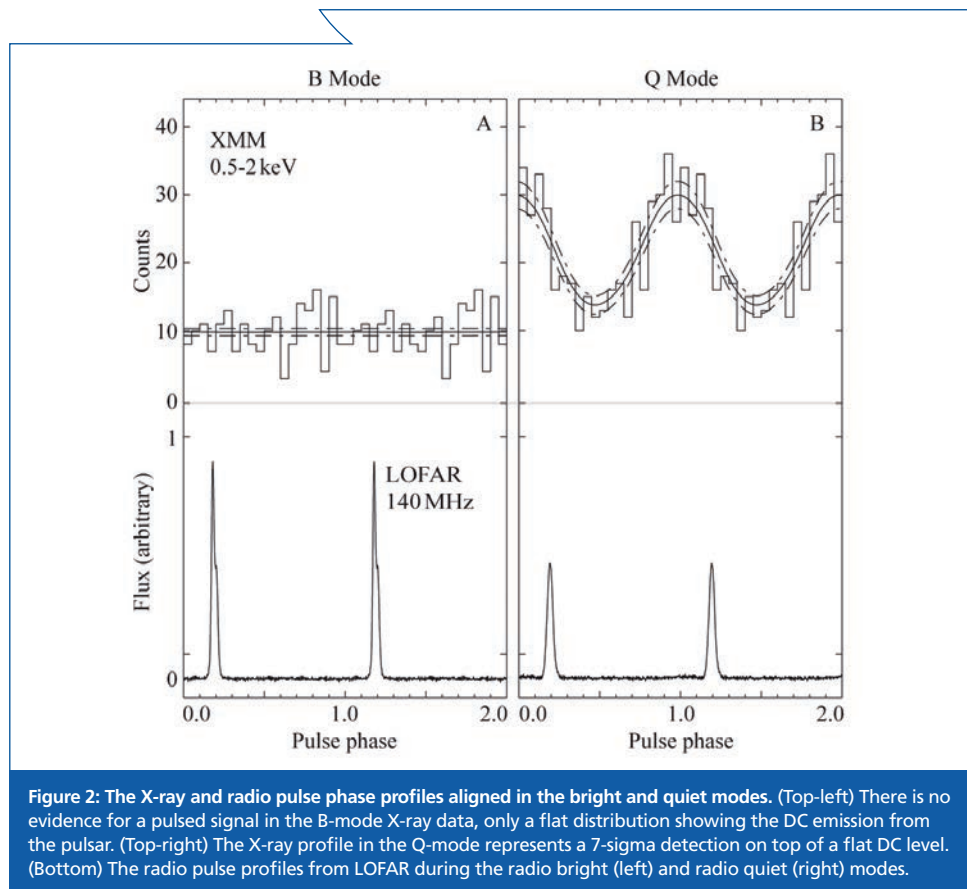 B Mode
Q Mode
40
30
20
10
0
Counts
XMM
0.5-2 keV
A
B
1
0
Flux (arbitrary)
LOFAR
140 MHz
0.0 1.0 2.0
0.0 1.0 2.0
Pulse phase
Pulse phase
Figure 2: The X-ray and radio pulse phase profiles aligned in the bright and quiet modes. (Top-left) There is no
evidence for a pulsed signal in the B-mode X-ray data, only a flat distribution showing the DC emission from
the pulsar. (Top-right) The X-ray profile in the Q-mode represents a 7-sigma detection on top of a flat DC level.
(Bottom) The radio pulse profiles from LOFAR during the radio bright (left) and radio quiet (right) modes.